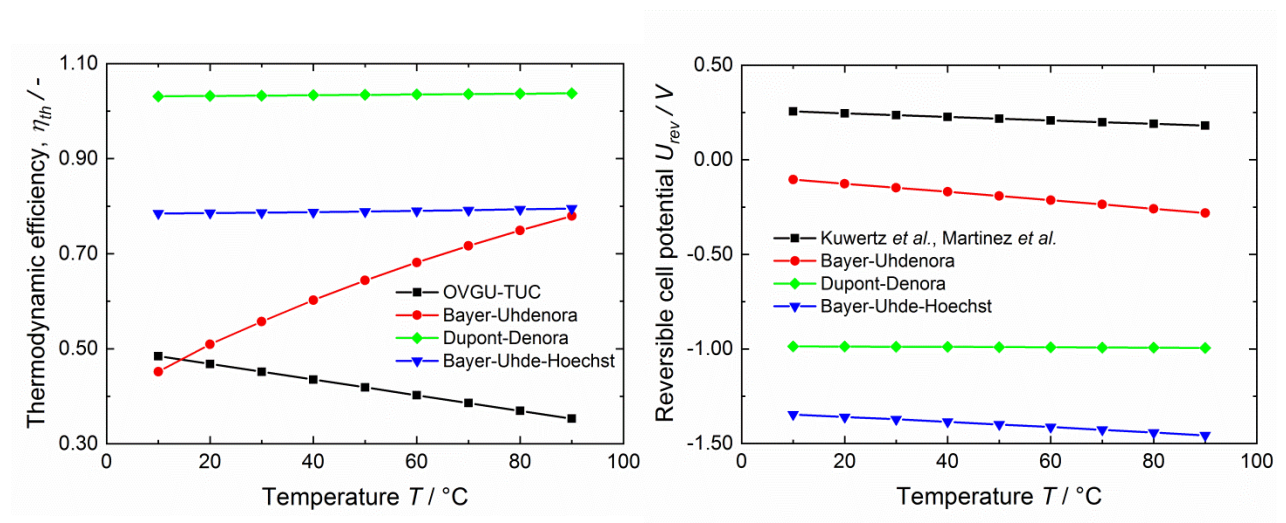 Thermodynamic efficiency, η_th / -
1.10
0.90
0.70
0.50
0.30
OVGU-TUC
Bayer-Uhdenora
Dupont-Denora
Bayer-Uhde-Hoechst
0 20 40 60 80 100
Temperature T / °C
Reversible cell potential U_rev / V
0.50
0.00
-0.50
-1.00
-1.50
Kuwertz et al., Martinez et al.
Bayer-Uhdenora
Dupont-Denora
Bayer-Uhde-Hoechst
0 20 40 60 80 100
Temperature T / °C